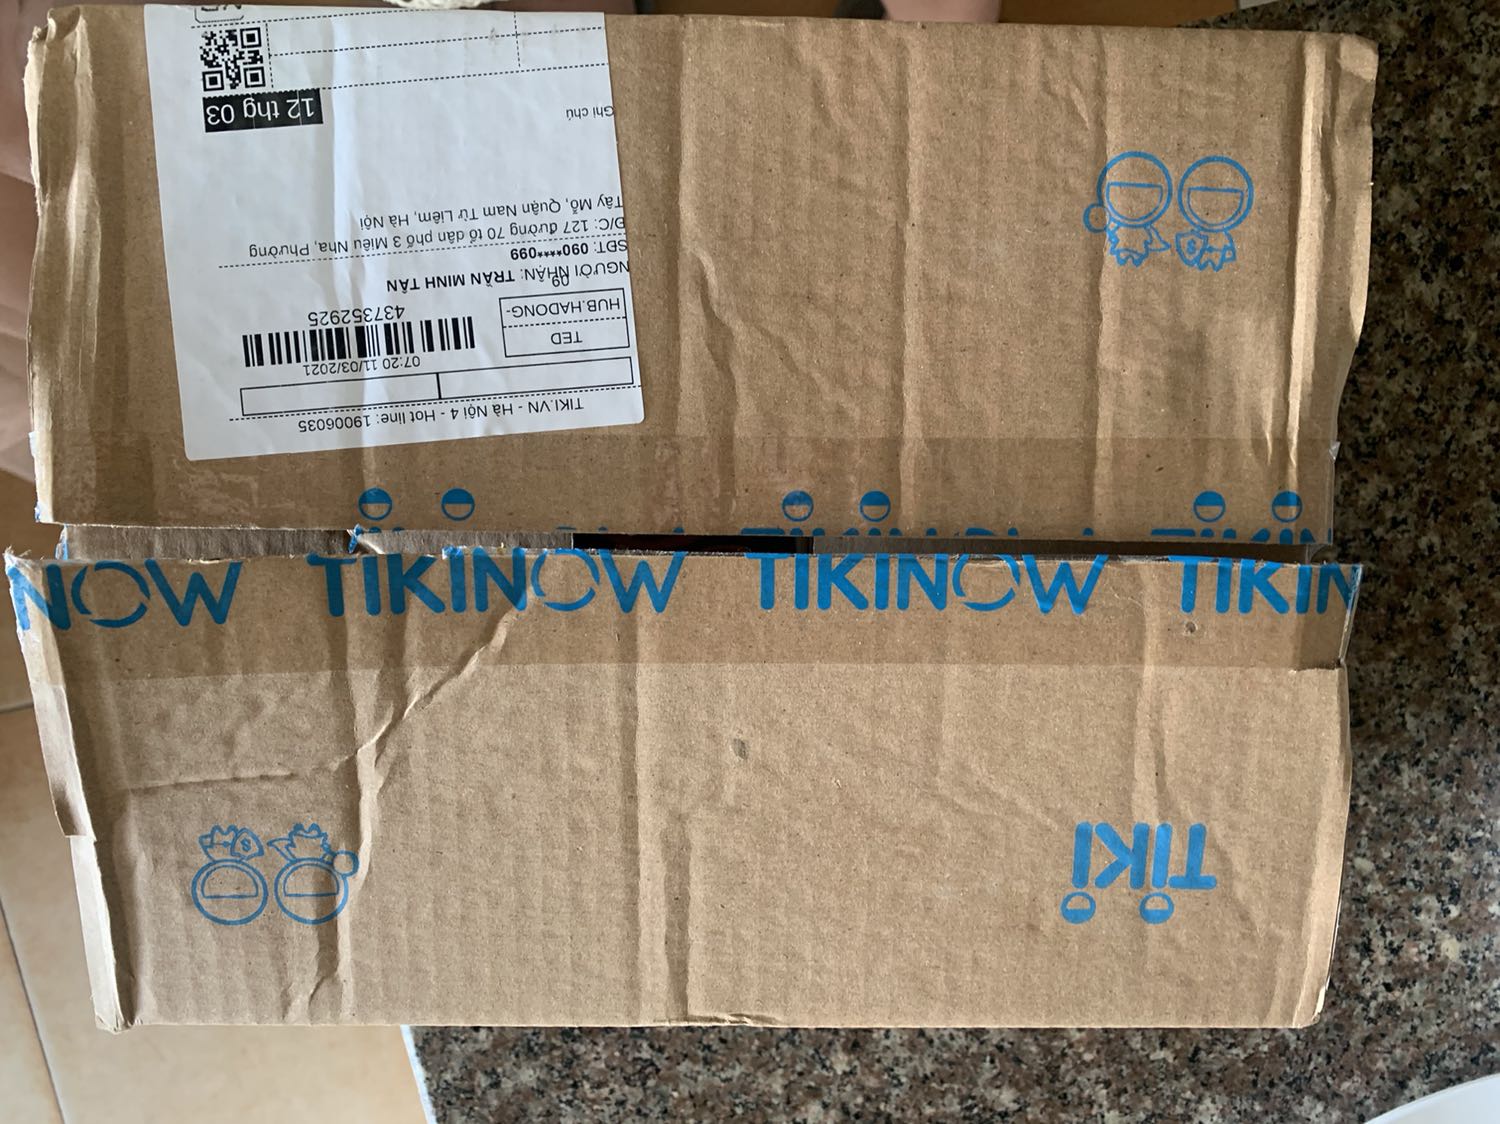 TIKI.VN - Hà Nội 4 - Hot line: 19006035
07:20 11/03/2021
437352925
TED
HUB.HADONG-
09
NGƯỜI NHẬN: TRẦN MINH TÂN
SĐT: 090****099
Đ/C: 127 đường 70 tổ dân phố 3 Miêu Nha, Phường
Tây Mỗ, Quận Nam Từ Liêm, Hà Nội
Ghi chú
12 thg 03
NOW TIKINOW TIKINOW TIKIN
TIKI